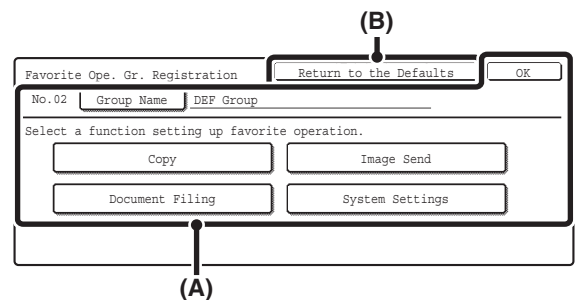 (B)
Favorite Ope. Gr. Registration Return to the Defaults OK
No.02 Group Name DEF Group
Select a function setting up favorite operation.
Copy Image Send
Document Filing System Settings
(A)